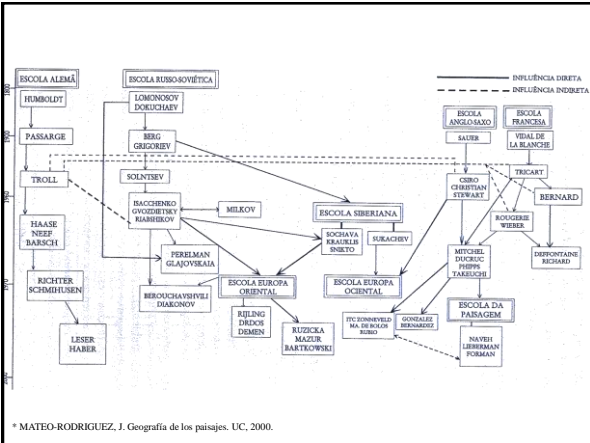 ESCOLA ALEMÃ
HUMBOLDT
PASSARGE
TROLL
HAASE
NEEF
BARSCH
RICHTER
SCHMIHUSEN
LESER
HABER
ESCOLA RUSSO-SOVIÉTICA
LOMONOSOV
DOKUCHAEV
BERG
GRIGORIEV
SOLNTSEV
ISACCHENKO
GVOZDIETSKY
RIABSHIKOV
MILKOV
PERELMAN
GLAJOVSKAIA
BEROUCHAVSHVILI
DIAKONOV
ESCOLA SIBERIANA
SOCHAVA
KRAUKLIS
SNIKTO
SUKACHEV
ESCOLA EUROPA
ORIENTAL
RIJLING
DRDOS
DEMEN
RUZICKA
MAZUR
BARTKOWSKI
ESCOLA EUROPA
OCIENTAL
INFLUÊNCIA DIRETA
INFLUÊNCIA INDIRETA
ESCOLA
ANGLO-SAXO
SAUER
CSIRO
CHRISTIAN
STEWART
MITCHEL
DUCRUC
PHIPPS
TAKEUCHI
ITC ZONNEVELD
MA. DE BOLOS
RUBIO
GONZALEZ
BERNARDEZ
ESCOLA DA
PAISAGEM
NAVEH
LIEBERMAN
FORMAN
ESCOLA
FRANCESA
VIDAL DE
LA BLANCHE
TRICART
BERNARD
ROUGERIE
WIEBER
DEFFONTAINE
RICHARD
1800
1900
* MATEO-RODRIGUEZ, J. Geografía de los paisajes. UC, 2000.